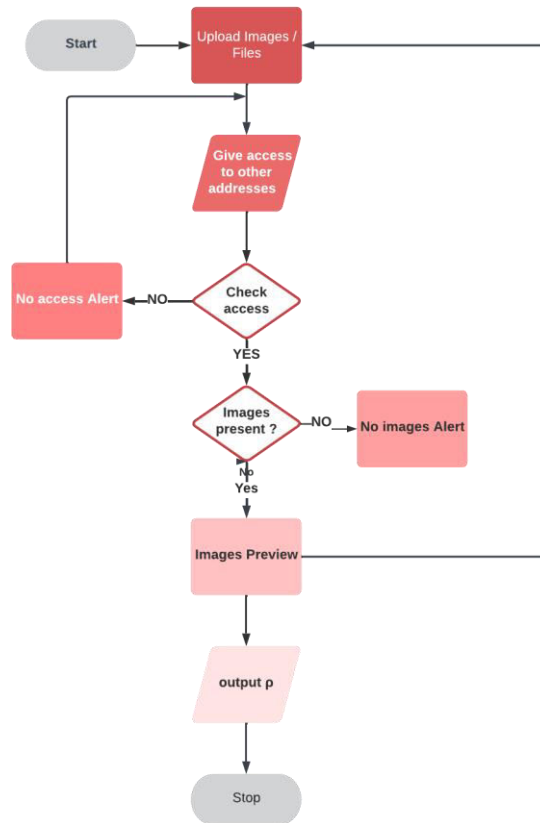 Start
Upload Images /
Files
Give access
to other
addresses
No access Alert
NO
Check
access
YES
Images
present ?
NO
No images Alert
No
Yes
Images Preview
output ρ
Stop